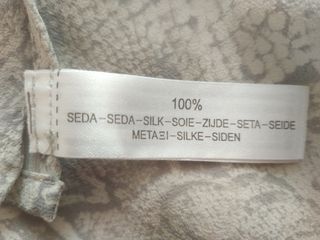 100%
SEDA-SEDA-SILK-SOIE-ZIJDE-SETA-SEIDE
ΜΕΤΑΞΙ-SILKE-SIDEN